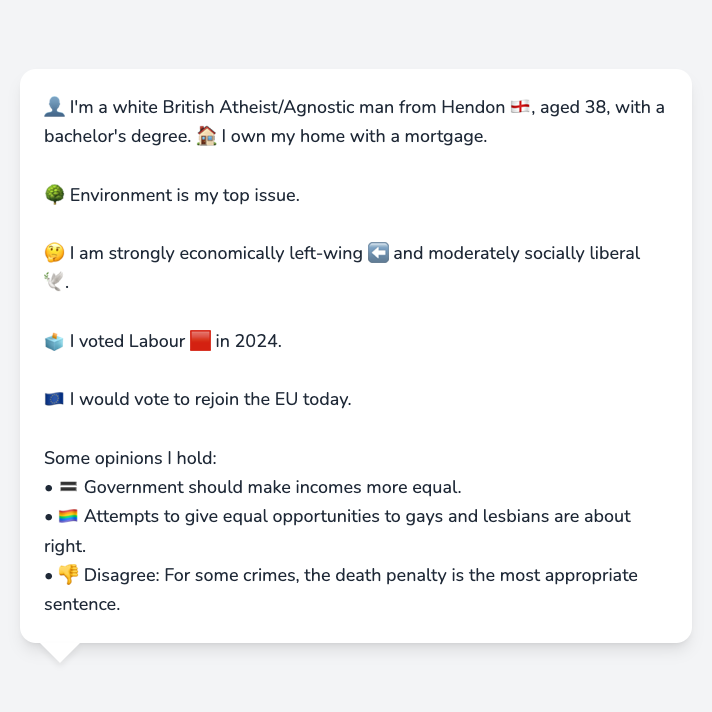 👤 I'm a white British Atheist/Agnostic man from Hendon 🏴󠁧󠁢󠁥󠁮󠁧󠁿, aged 38, with a
bachelor's degree. 🏠 I own my home with a mortgage.
🌳 Environment is my top issue.
🤔 I am strongly economically left-wing ⬅️ and moderately socially liberal
🕊️.
🗳️ I voted Labour 🟥 in 2024.
🇪🇺 I would vote to rejoin the EU today.
Some opinions I hold:
• 🟰 Government should make incomes more equal.
• 🏳️‍🌈 Attempts to give equal opportunities to gays and lesbians are about
right.
• 👎 Disagree: For some crimes, the death penalty is the most appropriate
sentence.